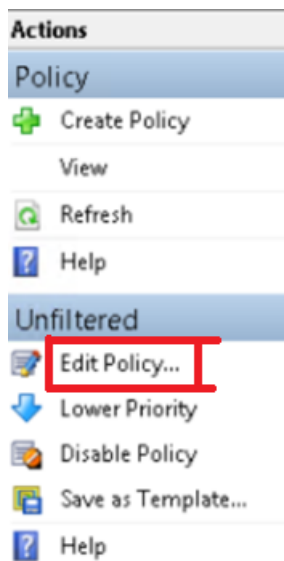 Actions
Policy
Create Policy
View
Refresh
Help
Unfiltered
Edit Policy...
Lower Priority
Disable Policy
Save as Template...
Help